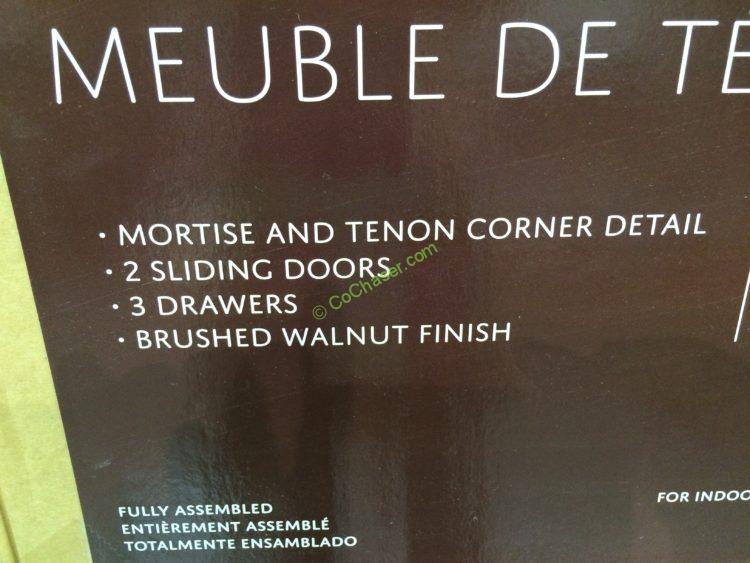 MEUBLE DE TE
· MORTISE AND TENON CORNER DETAIL
· 2 SLIDING DOORS
· 3 DRAWERS
· BRUSHED WALNUT FINISH
© CoChaser.com
FOR INDOO
FULLY ASSEMBLED
ENTIÈREMENT ASSEMBLÉ
TOTALMENTE ENSAMBLADO